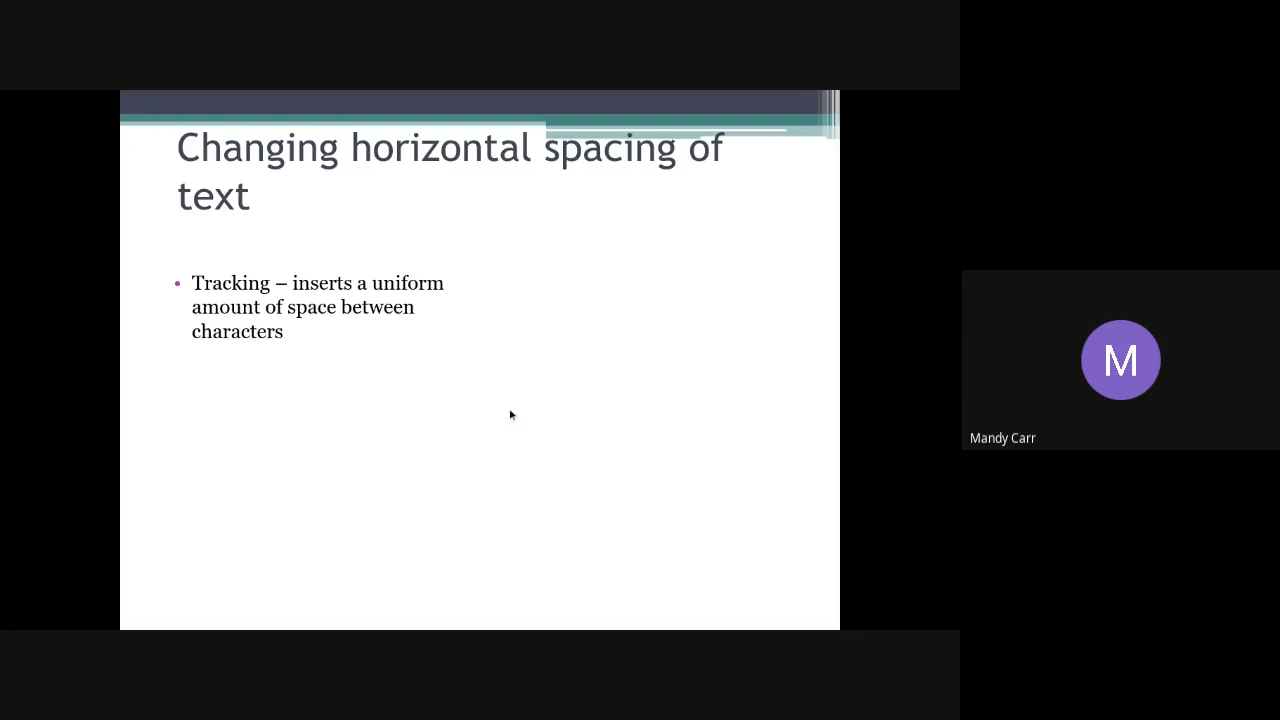 Changing horizontal spacing of
text
• Tracking – inserts a uniform
amount of space between
characters
M
Mandy Carr